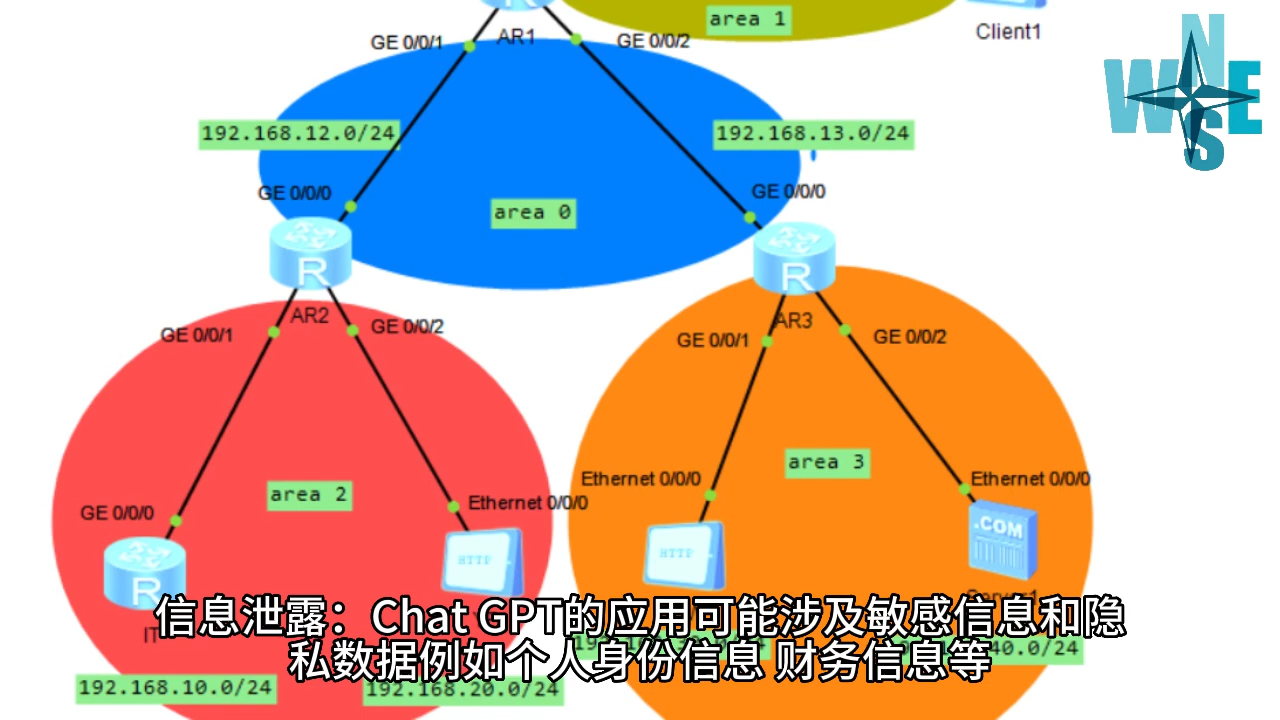 area 1
Client1
GE 0/0/1
AR1
GE 0/0/2
N
W
E
S
192.168.12.0/24
192.168.13.0/24
GE 0/0/0
GE 0/0/0
area 0
R
R
AR2
AR3
GE 0/0/1
GE 0/0/2
GE 0/0/1
GE 0/0/2
area 3
Ethernet 0/0/0
Ethernet 0/0/0
area 2
GE 0/0/0
Ethernet 0/0/0
.COM
HTTP
HTTP
R
信息泄露：Chat GPT的应用可能涉及敏感信息和隐
私数据例如个人身份信息 财务信息等
192.168.10.0/24
192.168.20.0/24